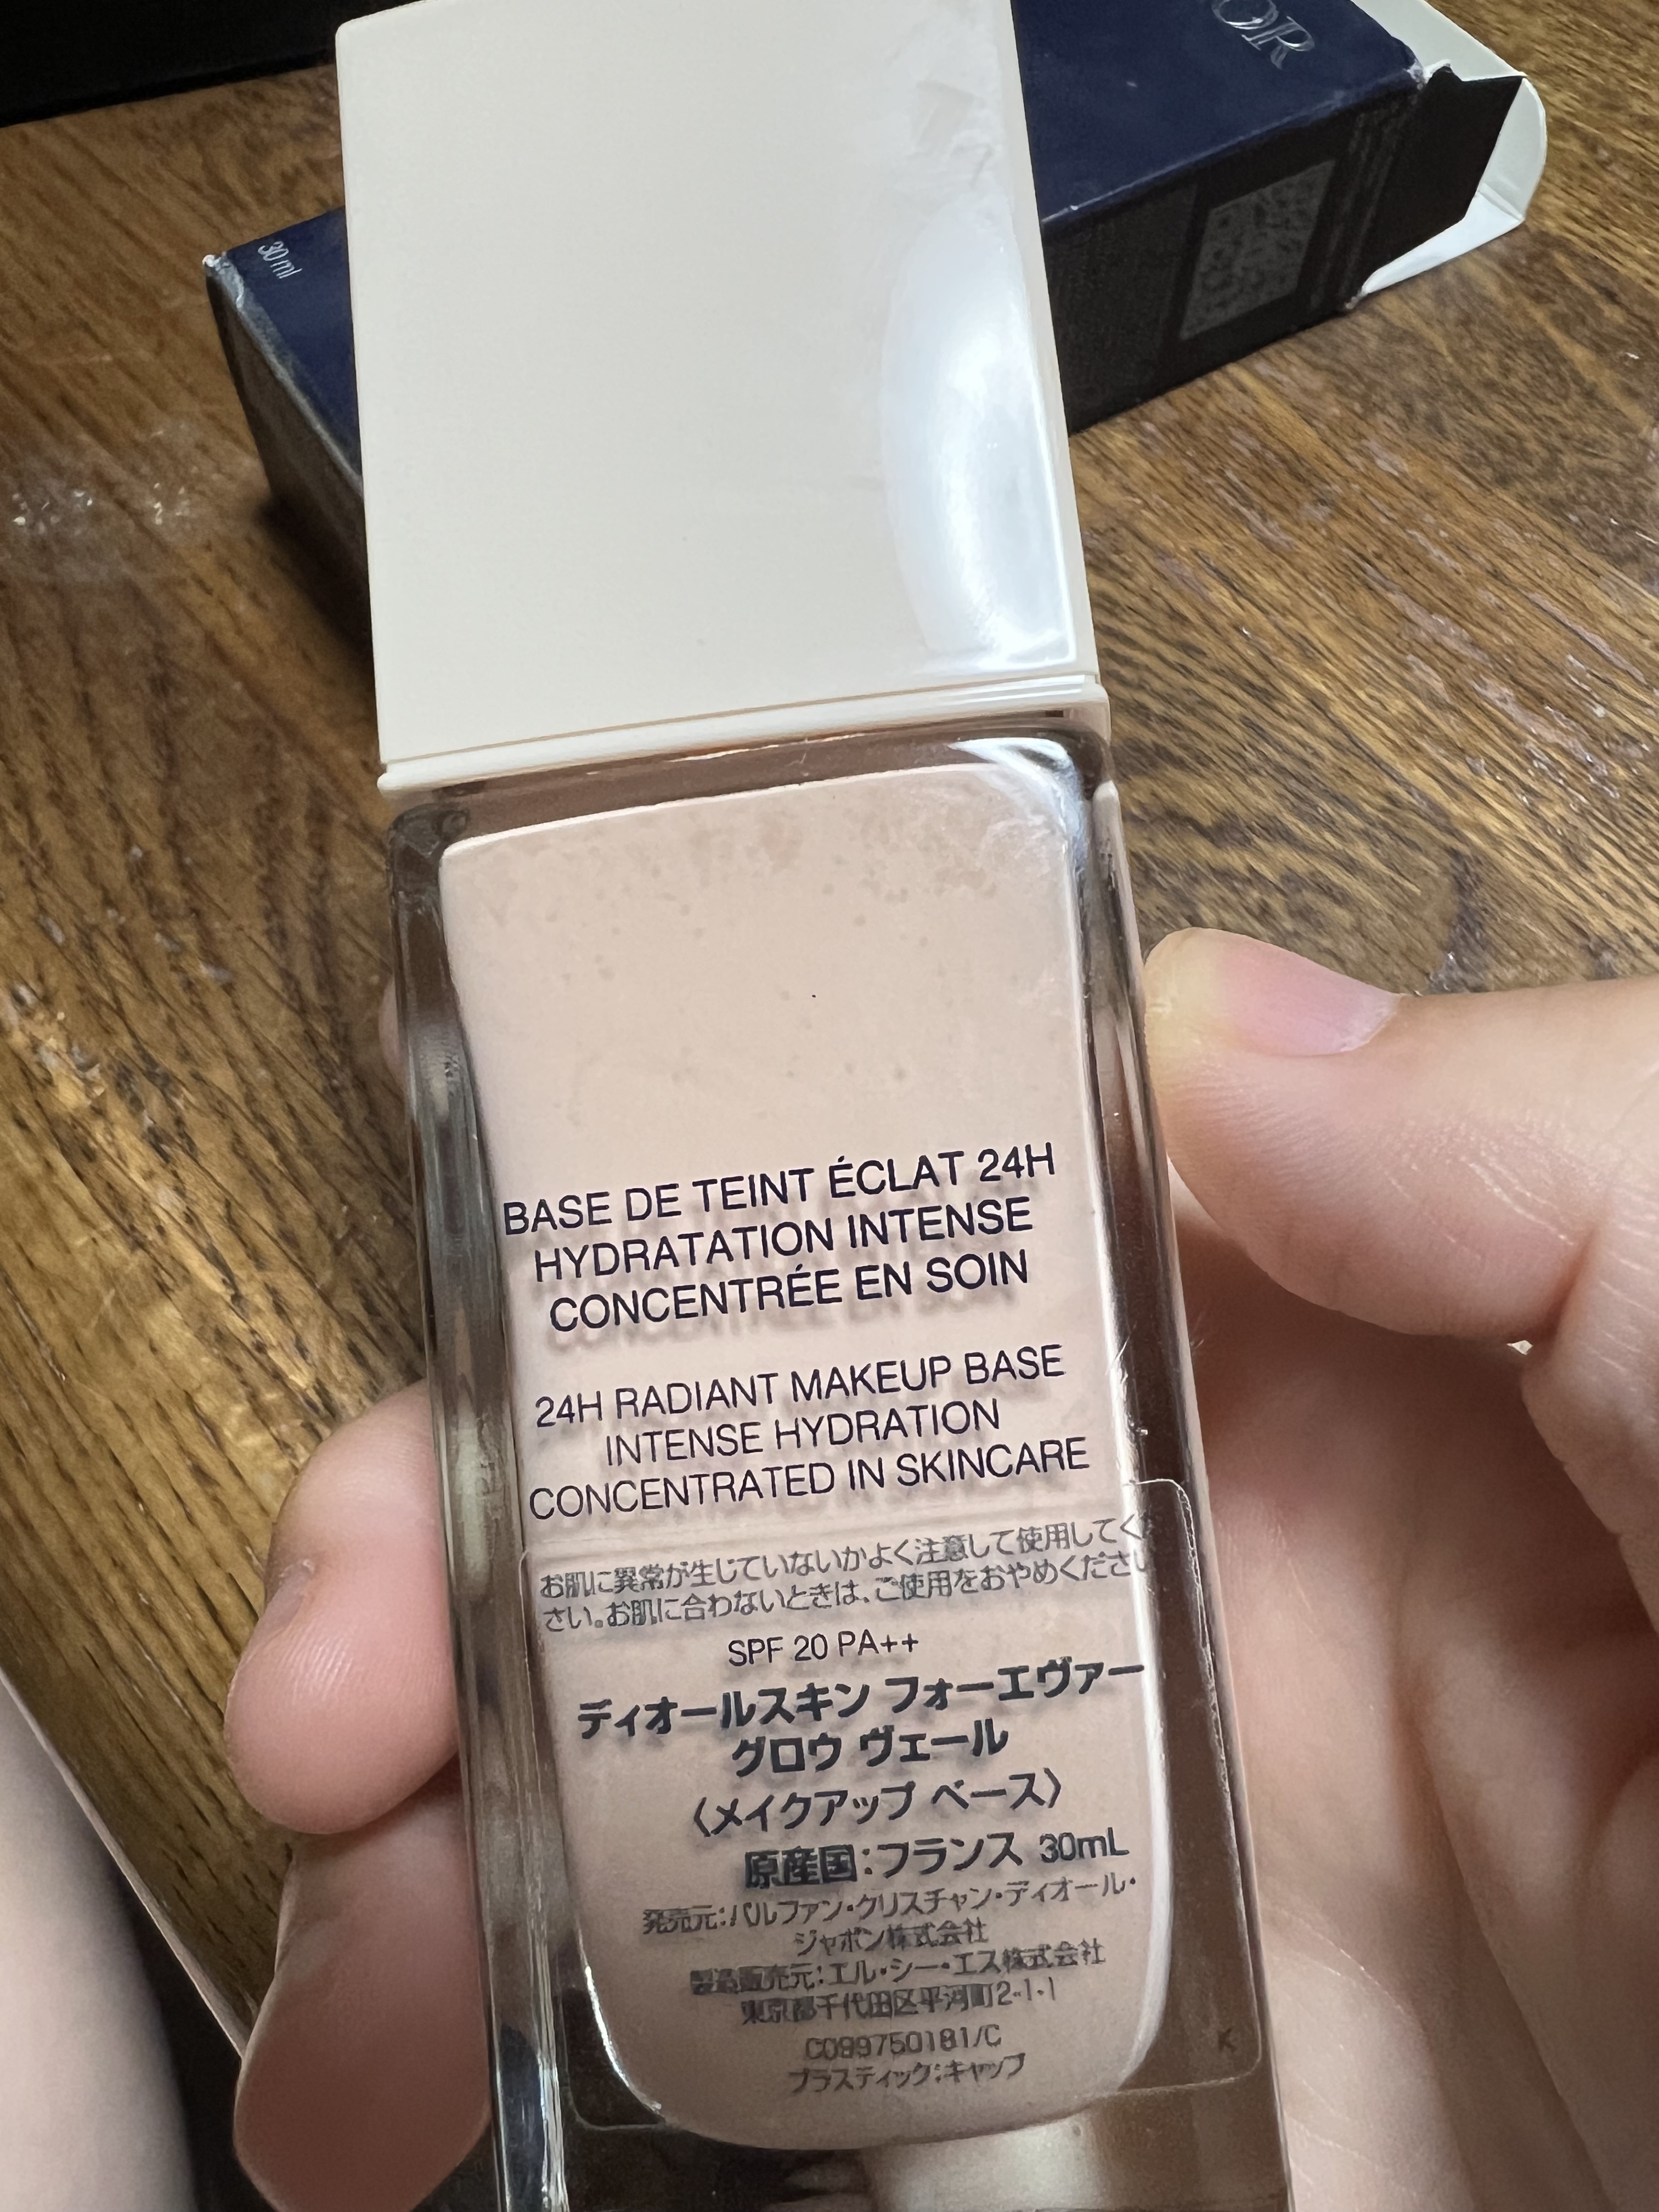 OR
30 ml
BASE DE TEINT ÉCLAT 24H
HYDRATATION INTENSE
CONCENTRÉE EN SOIN
24H RADIANT MAKEUP BASE
INTENSE HYDRATION
CONCENTRATED IN SKINCARE
お肌に異常が生じていないかよく注意して使用してくだ
さい。お肌に合わないときは、ご使用をおやめください
SPF 20 PA++
ディオールスキン フォーエヴァー
グロウ ヴェール
〈メイクアップ ベース〉
原産国:フランス 30mL
発売元:パルファン・クリスチャン・ディオール・
ジャポン株式会社
製造販売元:エル・シー・エス株式会社
東京都千代田区平河町2-1-1
C099750181/C
プラスティック:キャップ
K